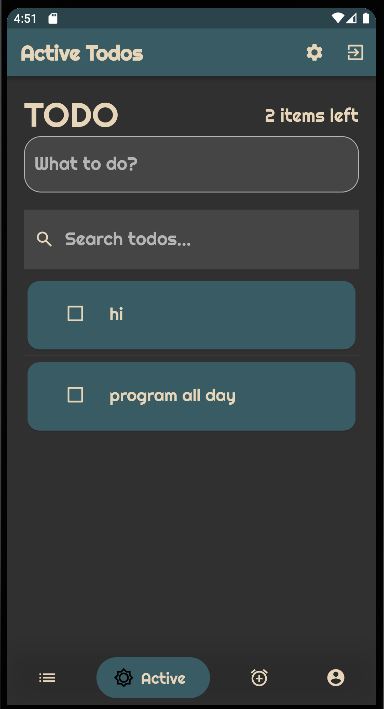 4:51
Active Todos
TODO
2 items left
What to do?
Search todos...
hi
program all day
Active